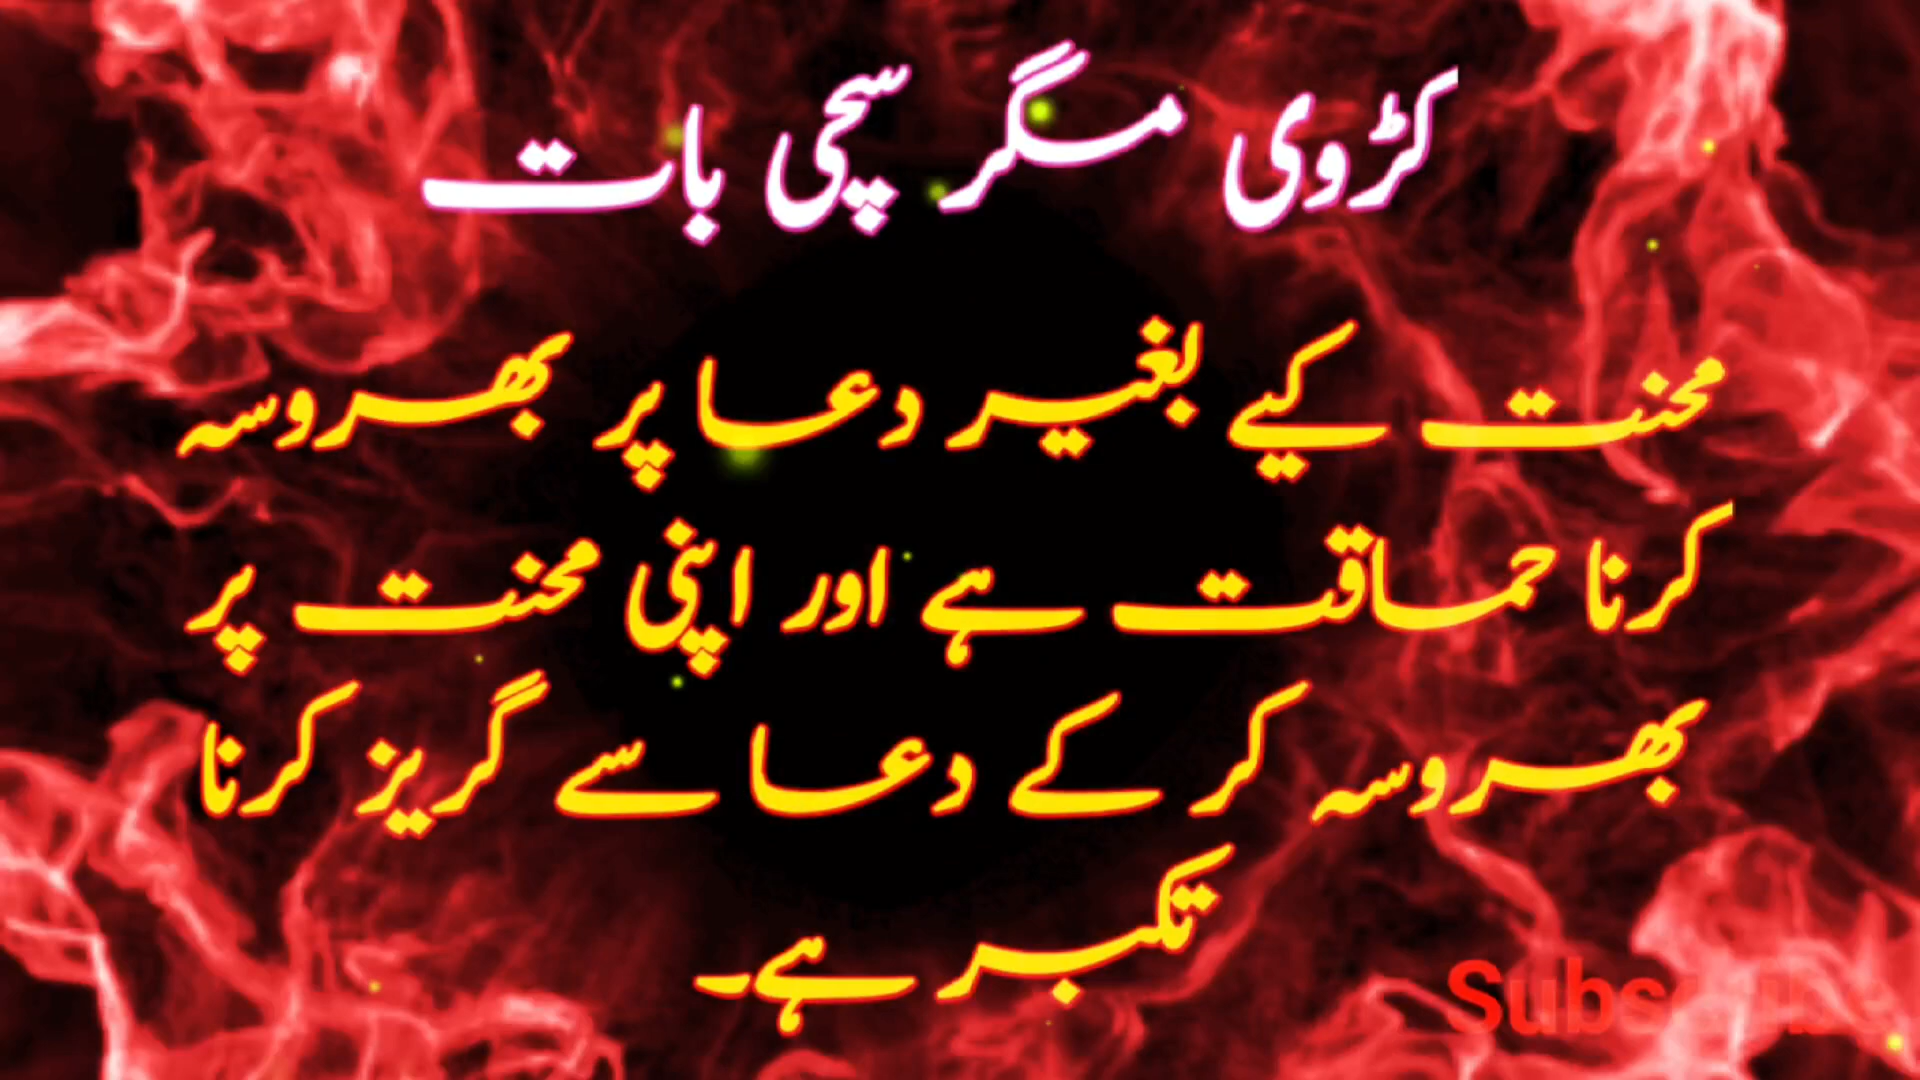 کڑوی مگر سچی بات
محنت کیے بغیر دعا پر بھروسہ
کرنا حماقت ہے اور اپنی محنت پر
بھروسہ کر کے دعا سے گریز کرنا
تکبر ہے۔
Subscribe